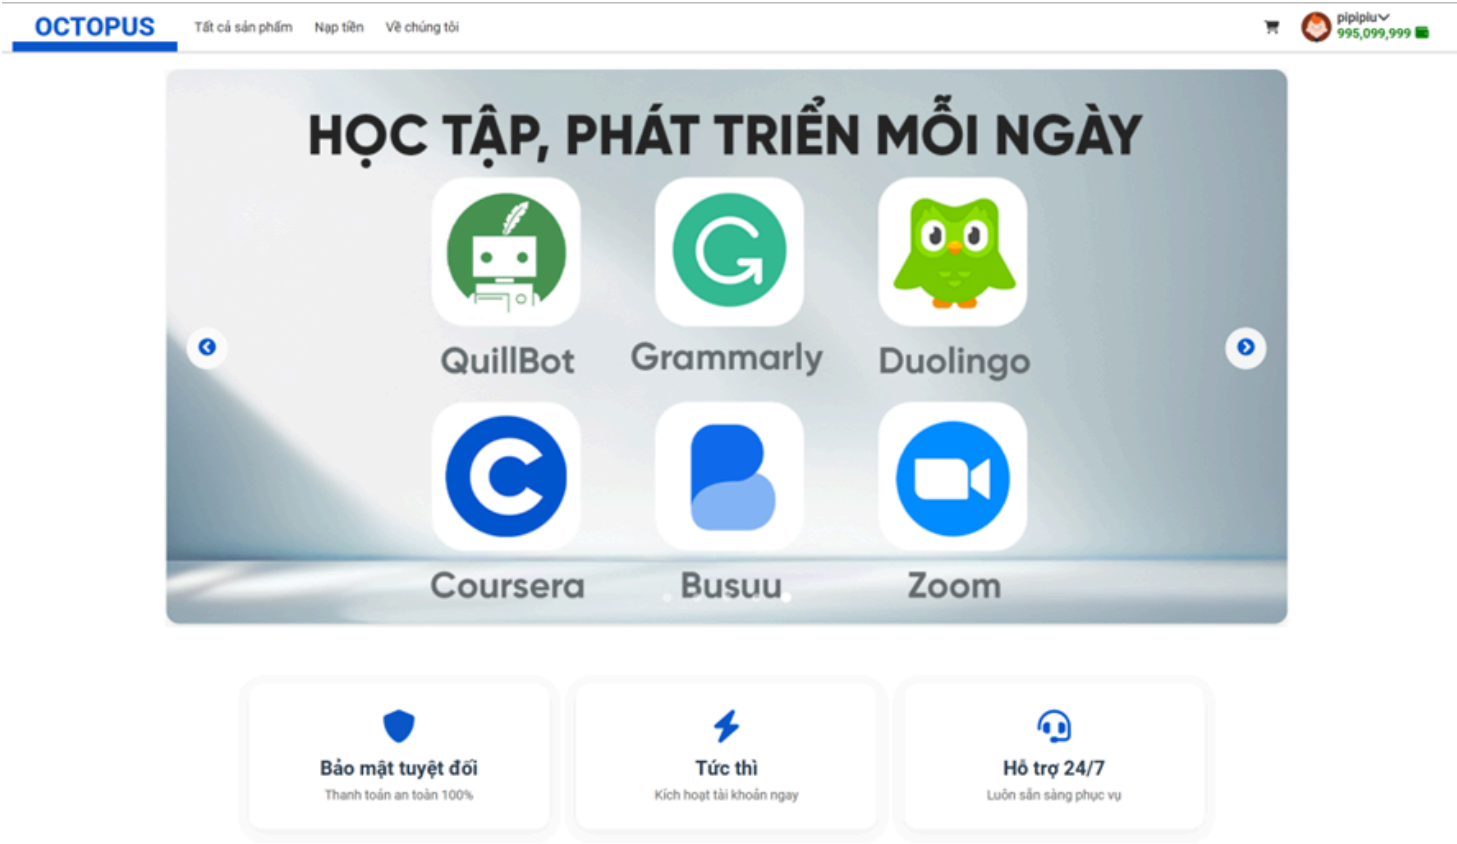 OCTOPUS
Tất cả sản phẩm
Nạp tiền
Về chúng tôi
pipipiu
995,099,999
HỌC TẬP, PHÁT TRIỂN MỖI NGÀY
QuillBot
Grammarly
Duolingo
Coursera
Busuu
Zoom
Bảo mật tuyệt đối
Thanh toán an toàn 100%
Tức thì
Kích hoạt tài khoản ngay
Hỗ trợ 24/7
Luôn sẵn sàng phục vụ